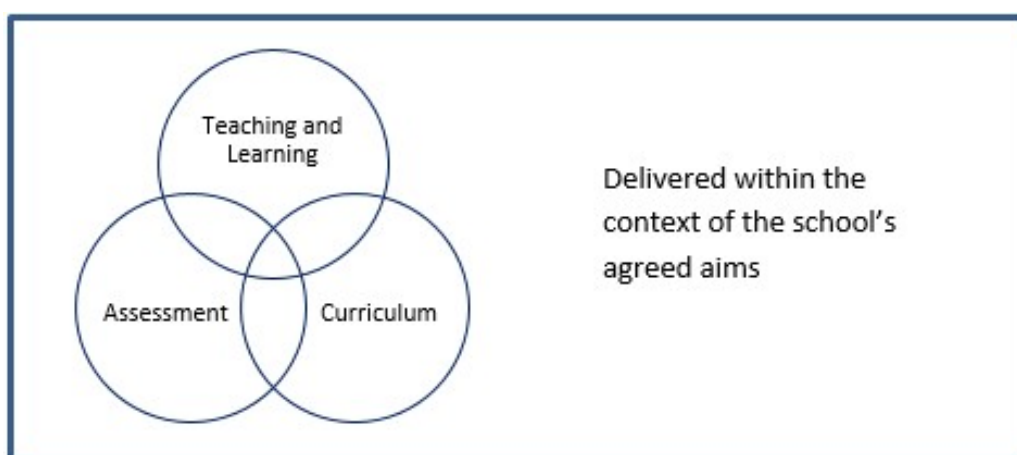 Teaching and
Learning
Assessment
Curriculum
Delivered within the
context of the school’s
agreed aims